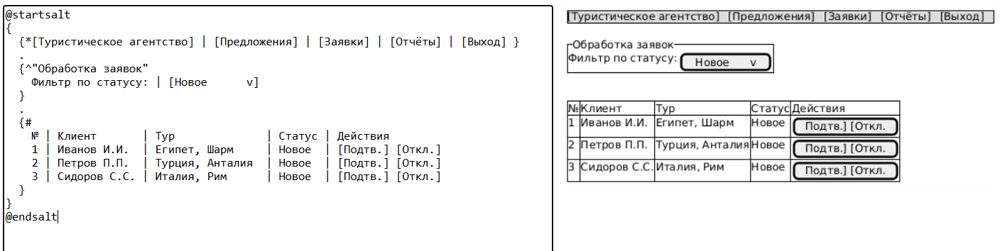 @startsalt
{
{*[Туристическое агентство] | [Предложения] | [Заявки] | [Отчёты] | [Выход] }
.
{^"Обработка заявок"
Фильтр по статусу: | [Новое      v]
}
.
{#
№ | Клиент | Тур | Статус | Действия
1 | Иванов И.И. | Египет, Шарм | Новое | [Подтв.] [Откл.]
2 | Петров П.П. | Турция, Анталия | Новое | [Подтв.] [Откл.]
3 | Сидоров С.С. | Италия, Рим | Новое | [Подтв.] [Откл.]
}
}
@endsalt
[Туристическое агентство] [Предложения] [Заявки] [Отчёты] [Выход]
Обработка заявок
Фильтр по статусу: Новое v
№ Клиент Тур Статус Действия
1 Иванов И.И. Египет, Шарм Новое Подтв.] [Откл.
2 Петров П.П. Турция, Анталия Новое Подтв.] [Откл.
3 Сидоров С.С. Италия, Рим Новое Подтв.] [Откл.